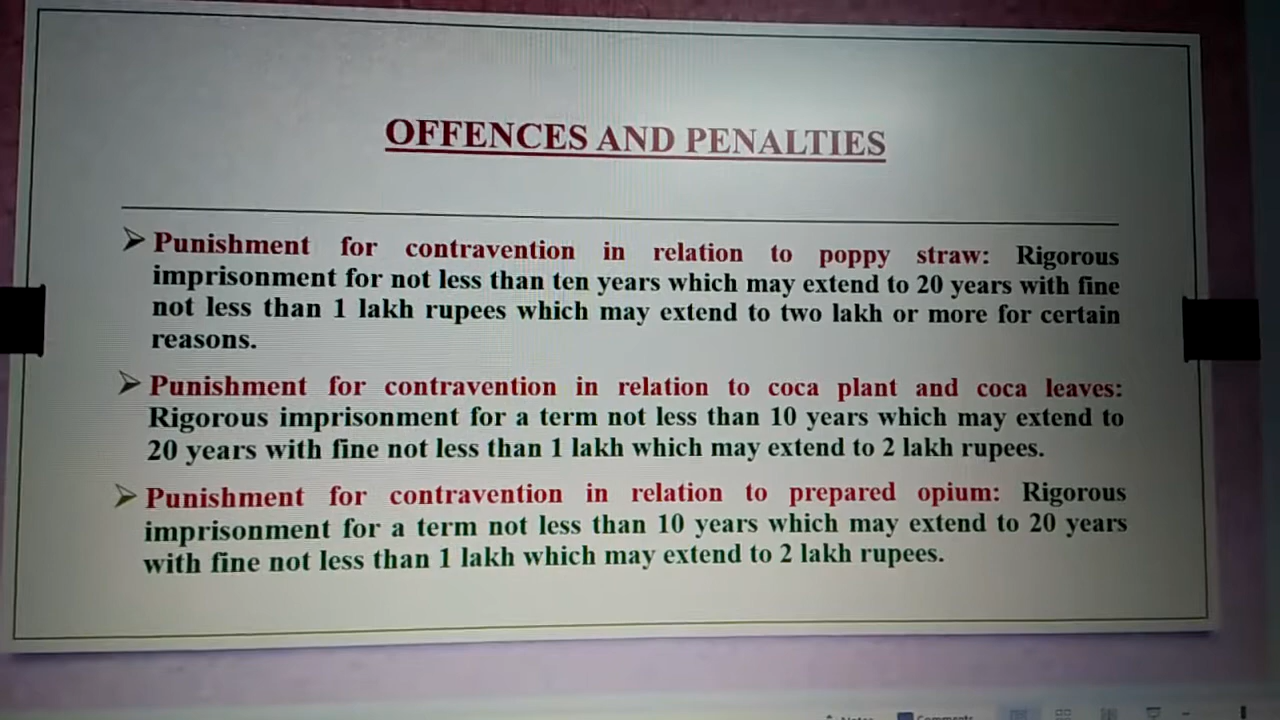 OFFENCES AND PENALTIES
➢ Punishment for contravention in relation to poppy straw: Rigorous
imprisonment for not less than ten years which may extend to 20 years with fine
not less than 1 lakh rupees which may extend to two lakh or more for certain
reasons.
➢ Punishment for contravention in relation to coca plant and coca leaves:
Rigorous imprisonment for a term not less than 10 years which may extend to
20 years with fine not less than 1 lakh which may extend to 2 lakh rupees.
➢ Punishment for contravention in relation to prepared opium: Rigorous
imprisonment for a term not less than 10 years which may extend to 20 years
with fine not less than 1 lakh which may extend to 2 lakh rupees.